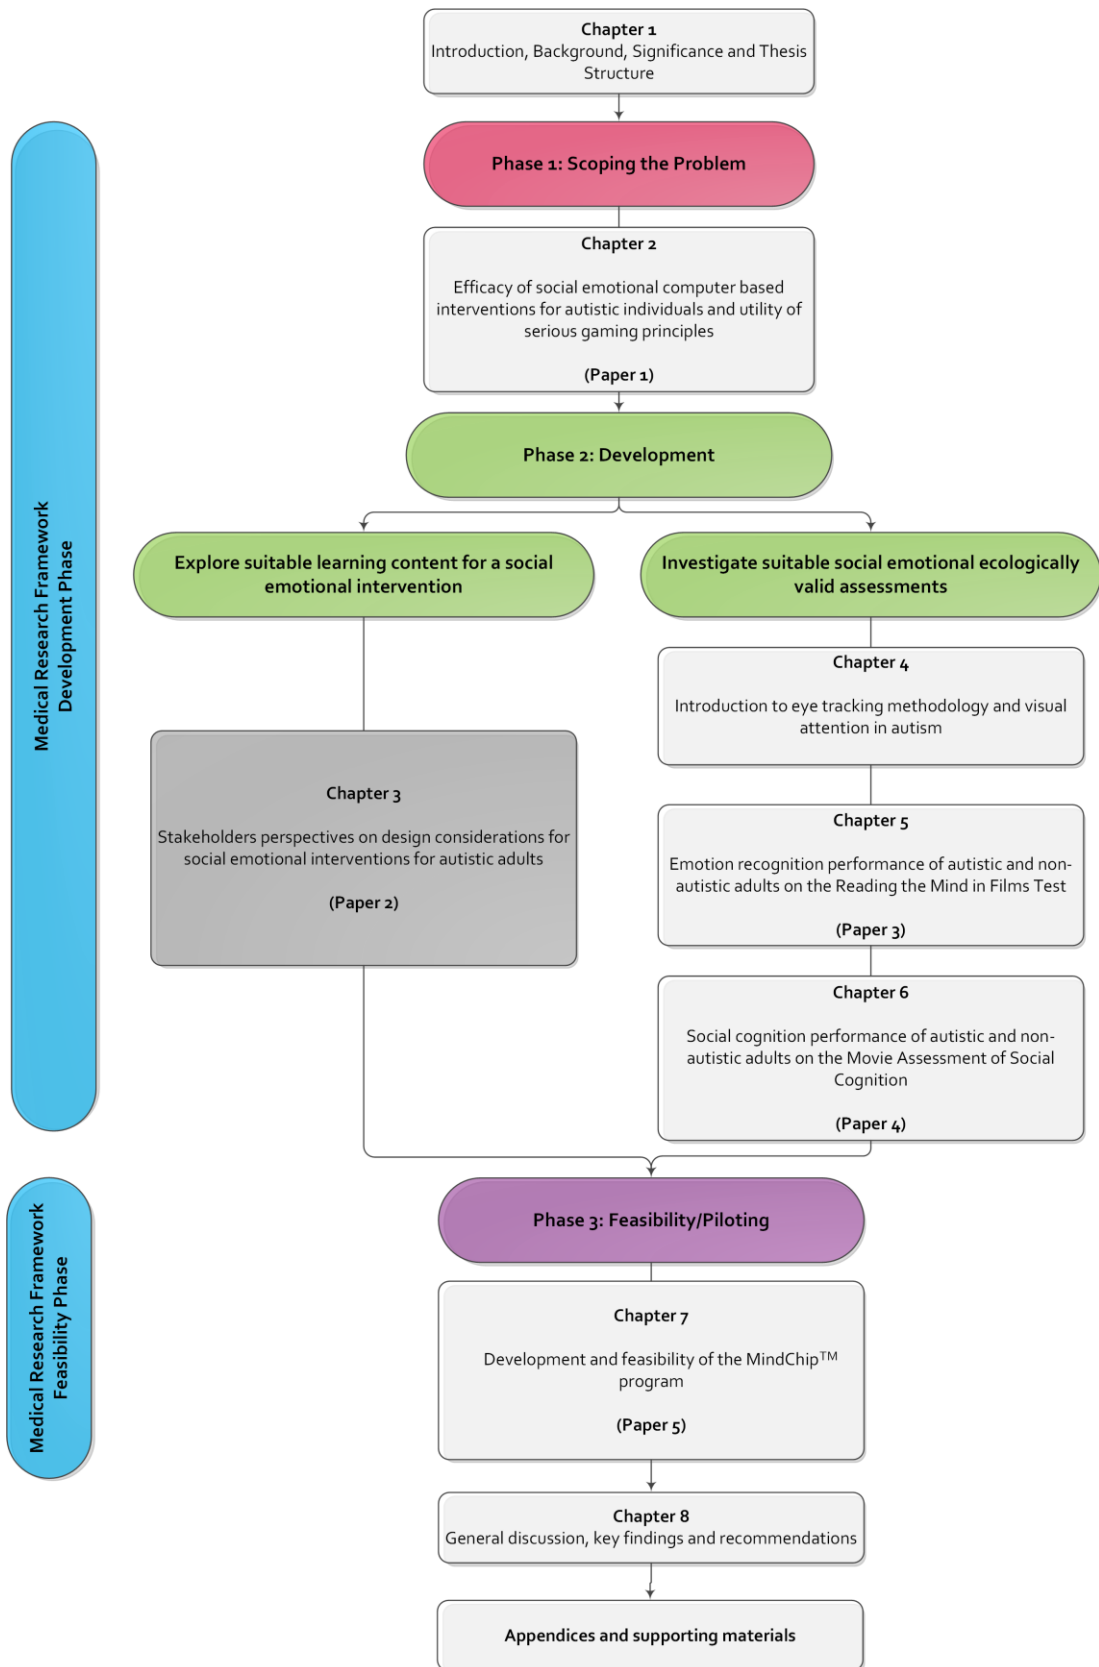 Chapter 1
Introduction, Background, Significance and Thesis
Structure
Phase 1: Scoping the Problem
Chapter 2
Efficacy of social emotional computer based
interventions for autistic individuals and utility of
serious gaming principles
(Paper 1)
Medical Research Framework
Development Phase
Phase 2: Development
Explore suitable learning content for a social
emotional intervention
Chapter 3
Stakeholders perspectives on design considerations for
social emotional interventions for autistic adults
(Paper 2)
Investigate suitable social emotional ecologically
valid assessments
Chapter 4
Introduction to eye tracking methodology and visual
attention in autism
Chapter 5
Emotion recognition performance of autistic and non-
autistic adults on the Reading the Mind in Films Test
(Paper 3)
Chapter 6
Social cognition performance of autistic and non-
autistic adults on the Movie Assessment of Social
Cognition
(Paper 4)
Medical Research Framework
Feasibility Phase
Phase 3: Feasibility/Piloting
Chapter 7
Development and feasibility of the MindChip™
program
(Paper 5)
Chapter 8
General discussion, key findings and recommendations
Appendices and supporting materials